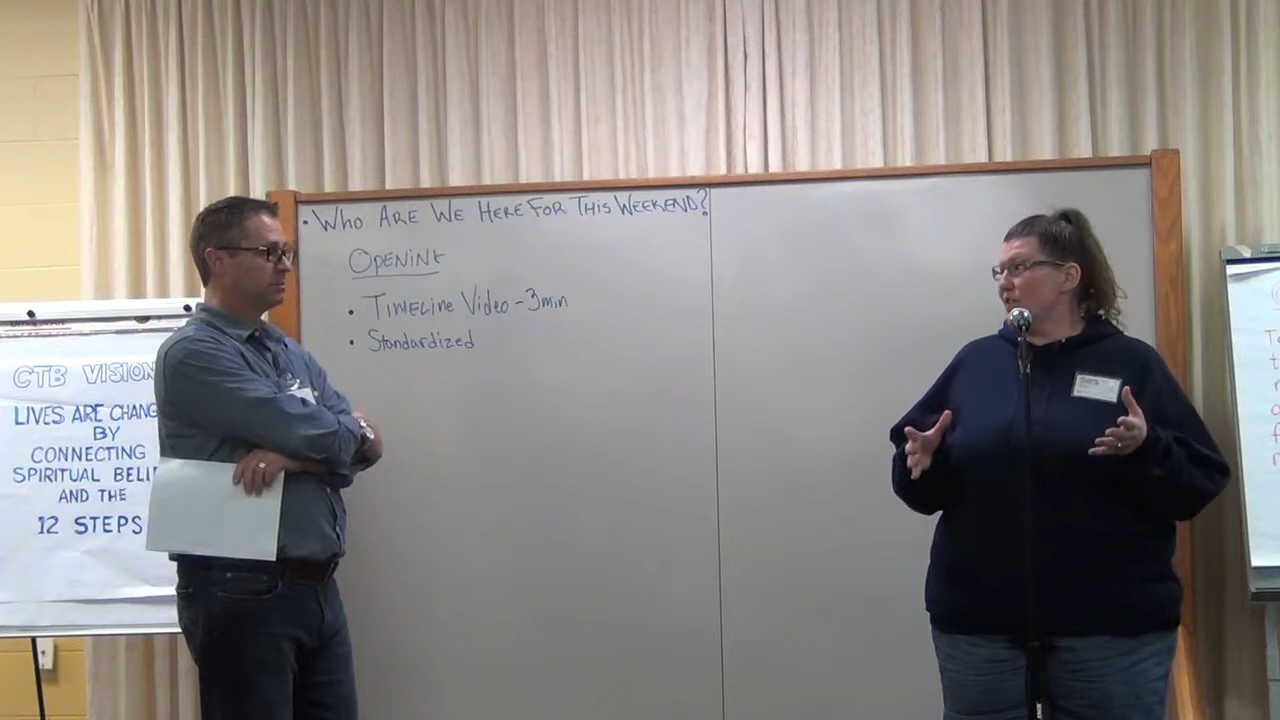 CTB VISION
LIVES ARE CHANG
BY
CONNECTING
SPIRITUAL BELIE
AND THE
12 STEPS
• WHO ARE WE HERE FOR THIS WEEKEND?
OPENING
• TIMELINE VIDEO - 3min
• Standardized